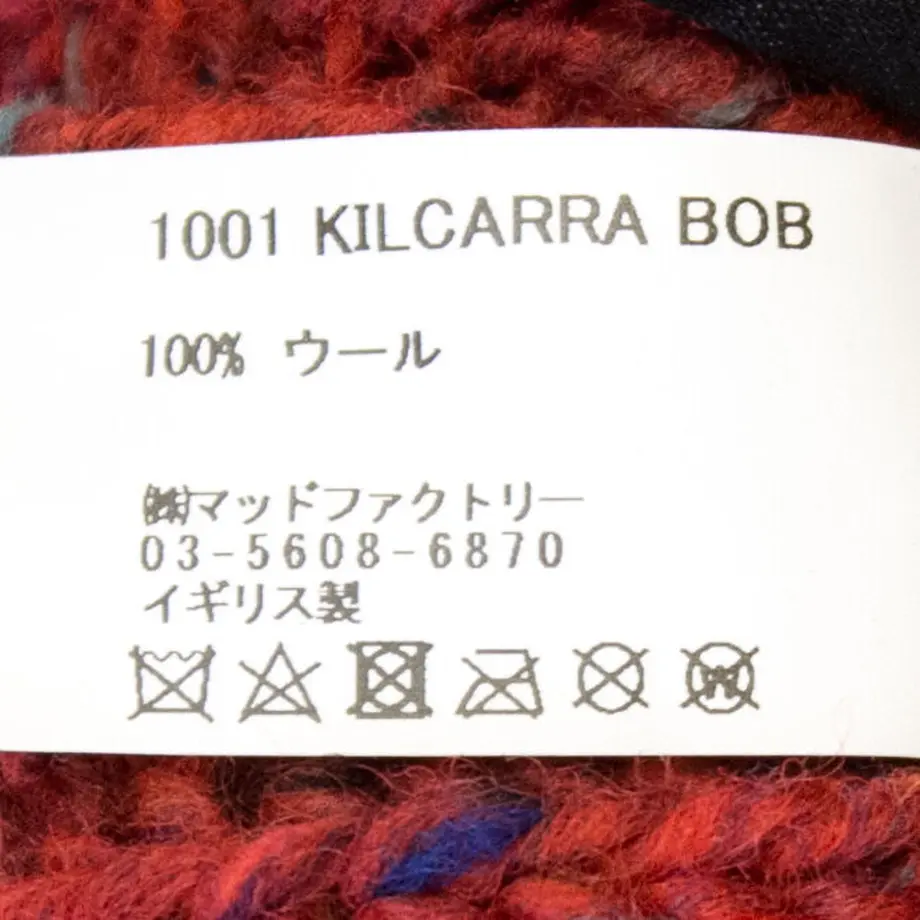 1001 KILCARRA BOB
100% ウール
㈱マッドファクトリー
03-5608-6870
イギリス製